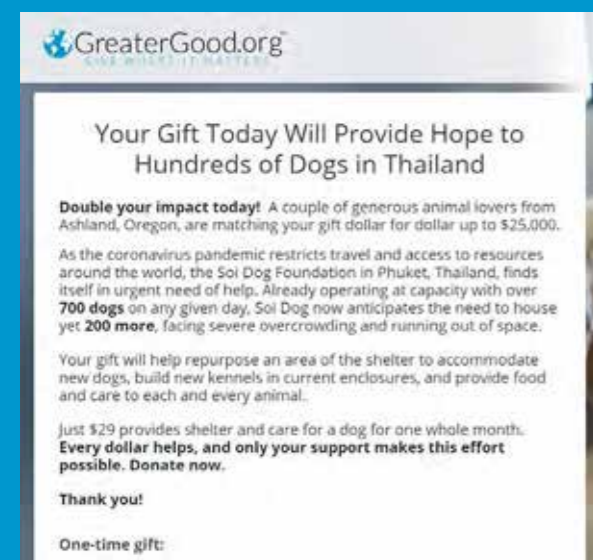 GreaterGood.org™
GIVE WHERE IT MATTERS
Your Gift Today Will Provide Hope to
Hundreds of Dogs in Thailand
Double your impact today! A couple of generous animal lovers from
Ashland, Oregon, are matching your gift dollar for dollar up to $25,000.
As the coronavirus pandemic restricts travel and access to resources
around the world, the Soi Dog Foundation in Phuket, Thailand, finds
itself in urgent need of help. Already operating at capacity with over
700 dogs on any given day, Soi Dog now anticipates the need to house
yet 200 more, facing severe overcrowding and running out of space.
Your gift will help repurpose an area of the shelter to accommodate
new dogs, build new kennels in current enclosures, and provide food
and care to each and every animal.
Just $29 provides shelter and care for a dog for one whole month.
Every dollar helps, and only your support makes this effort
possible. Donate now.
Thank you!
One-time gift: